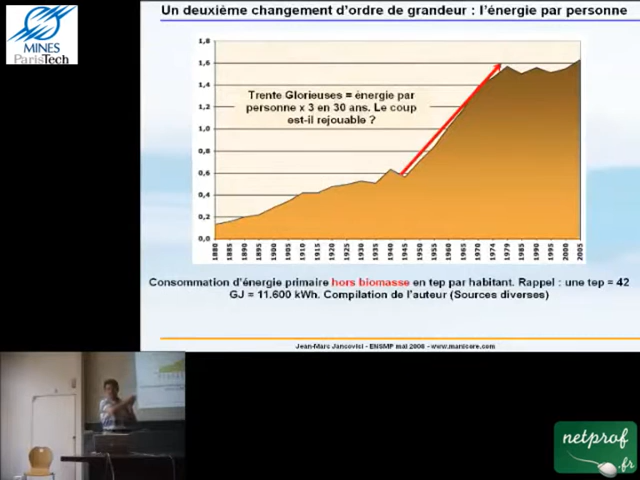 Un deuxième changement d'ordre de grandeur : l'énergie par personne
MINES
ParisTech
1,8
1,6
1,4
1,2
1,0
0,8
0,6
0,4
0,2
0,0
Trente Glorieuses = énergie par
personne x 3 en 30 ans. Le coup
est-il rejouable ?
1880 1885 1890 1895 1900 1905 1910 1915 1920 1925 1930 1935 1940 1945 1950 1955 1960 1965 1970 1974 1979 1985 1990 1995 2000 2005
Consommation d'énergie primaire hors biomasse en tep par habitant. Rappel : une tep = 42
GJ = 11.600 kWh. Compilation de l'auteur (Sources diverses)
Jean-Marc Jancovici - ENSMP mai 2008 - www.manicore.com
netprof
.fr